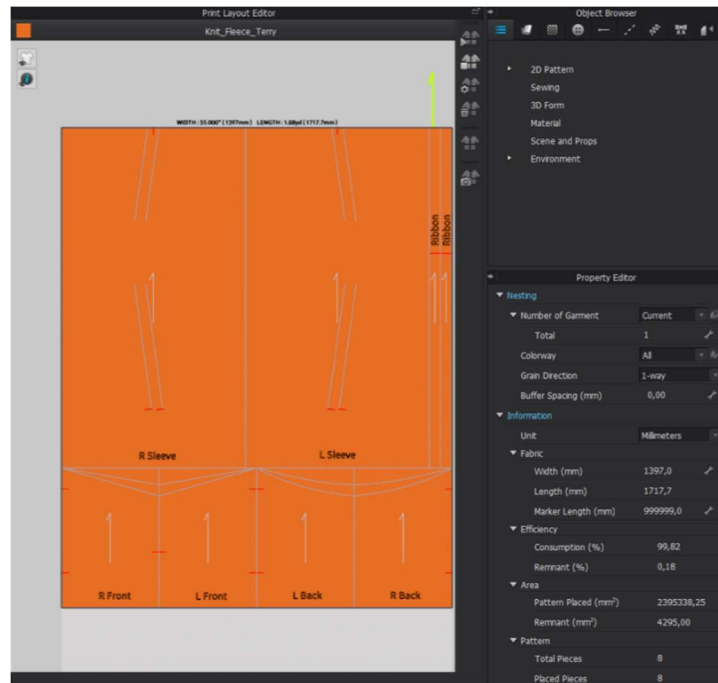 Print Layout Editor
Knit_Fleece_Terry
WIDTH : 55.000" (1397mm)  LENGTH : 1.88yd (1717.7mm)
Ribbon
Ribbon
R Sleeve
L Sleeve
R Front
L Front
L Back
R Back
Object Browser
2D Pattern
Sewing
3D Form
Material
Scene and Props
Environment
Property Editor
Nesting
Number of Garment Current
Total 1
Colorway All
Grain Direction 1-way
Buffer Spacing (mm) 0,00
Information
Unit Millimeters
Fabric
Width (mm) 1397,0
Length (mm) 1717,7
Marker Length (mm) 999999,0
Efficiency
Consumption (%) 99,82
Remnant (%) 0,18
Area
Pattern Placed (mm²) 2395338,25
Remnant (mm²) 4295,00
Pattern
Total Pieces 8
Placed Pieces 8